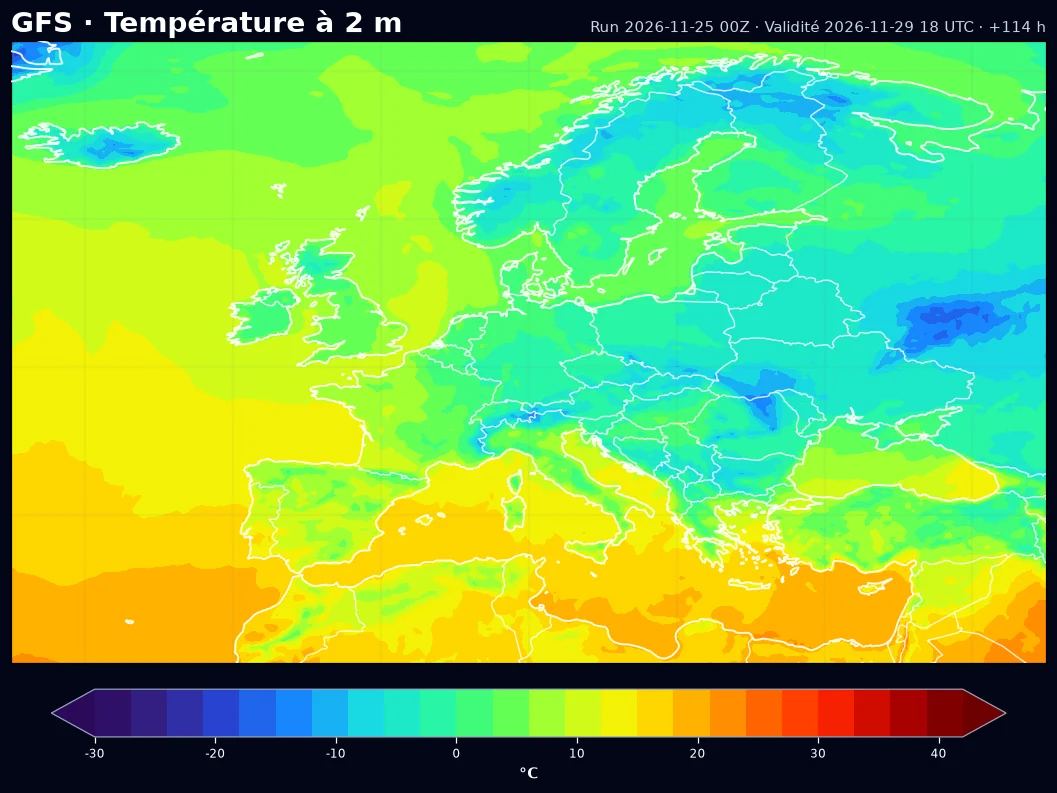 GFS · Température à 2 m
Run 2026-11-25 00Z · Validité 2026-11-29 18 UTC · +114 h
-30 -20 -10 0 10 20 30 40
°C